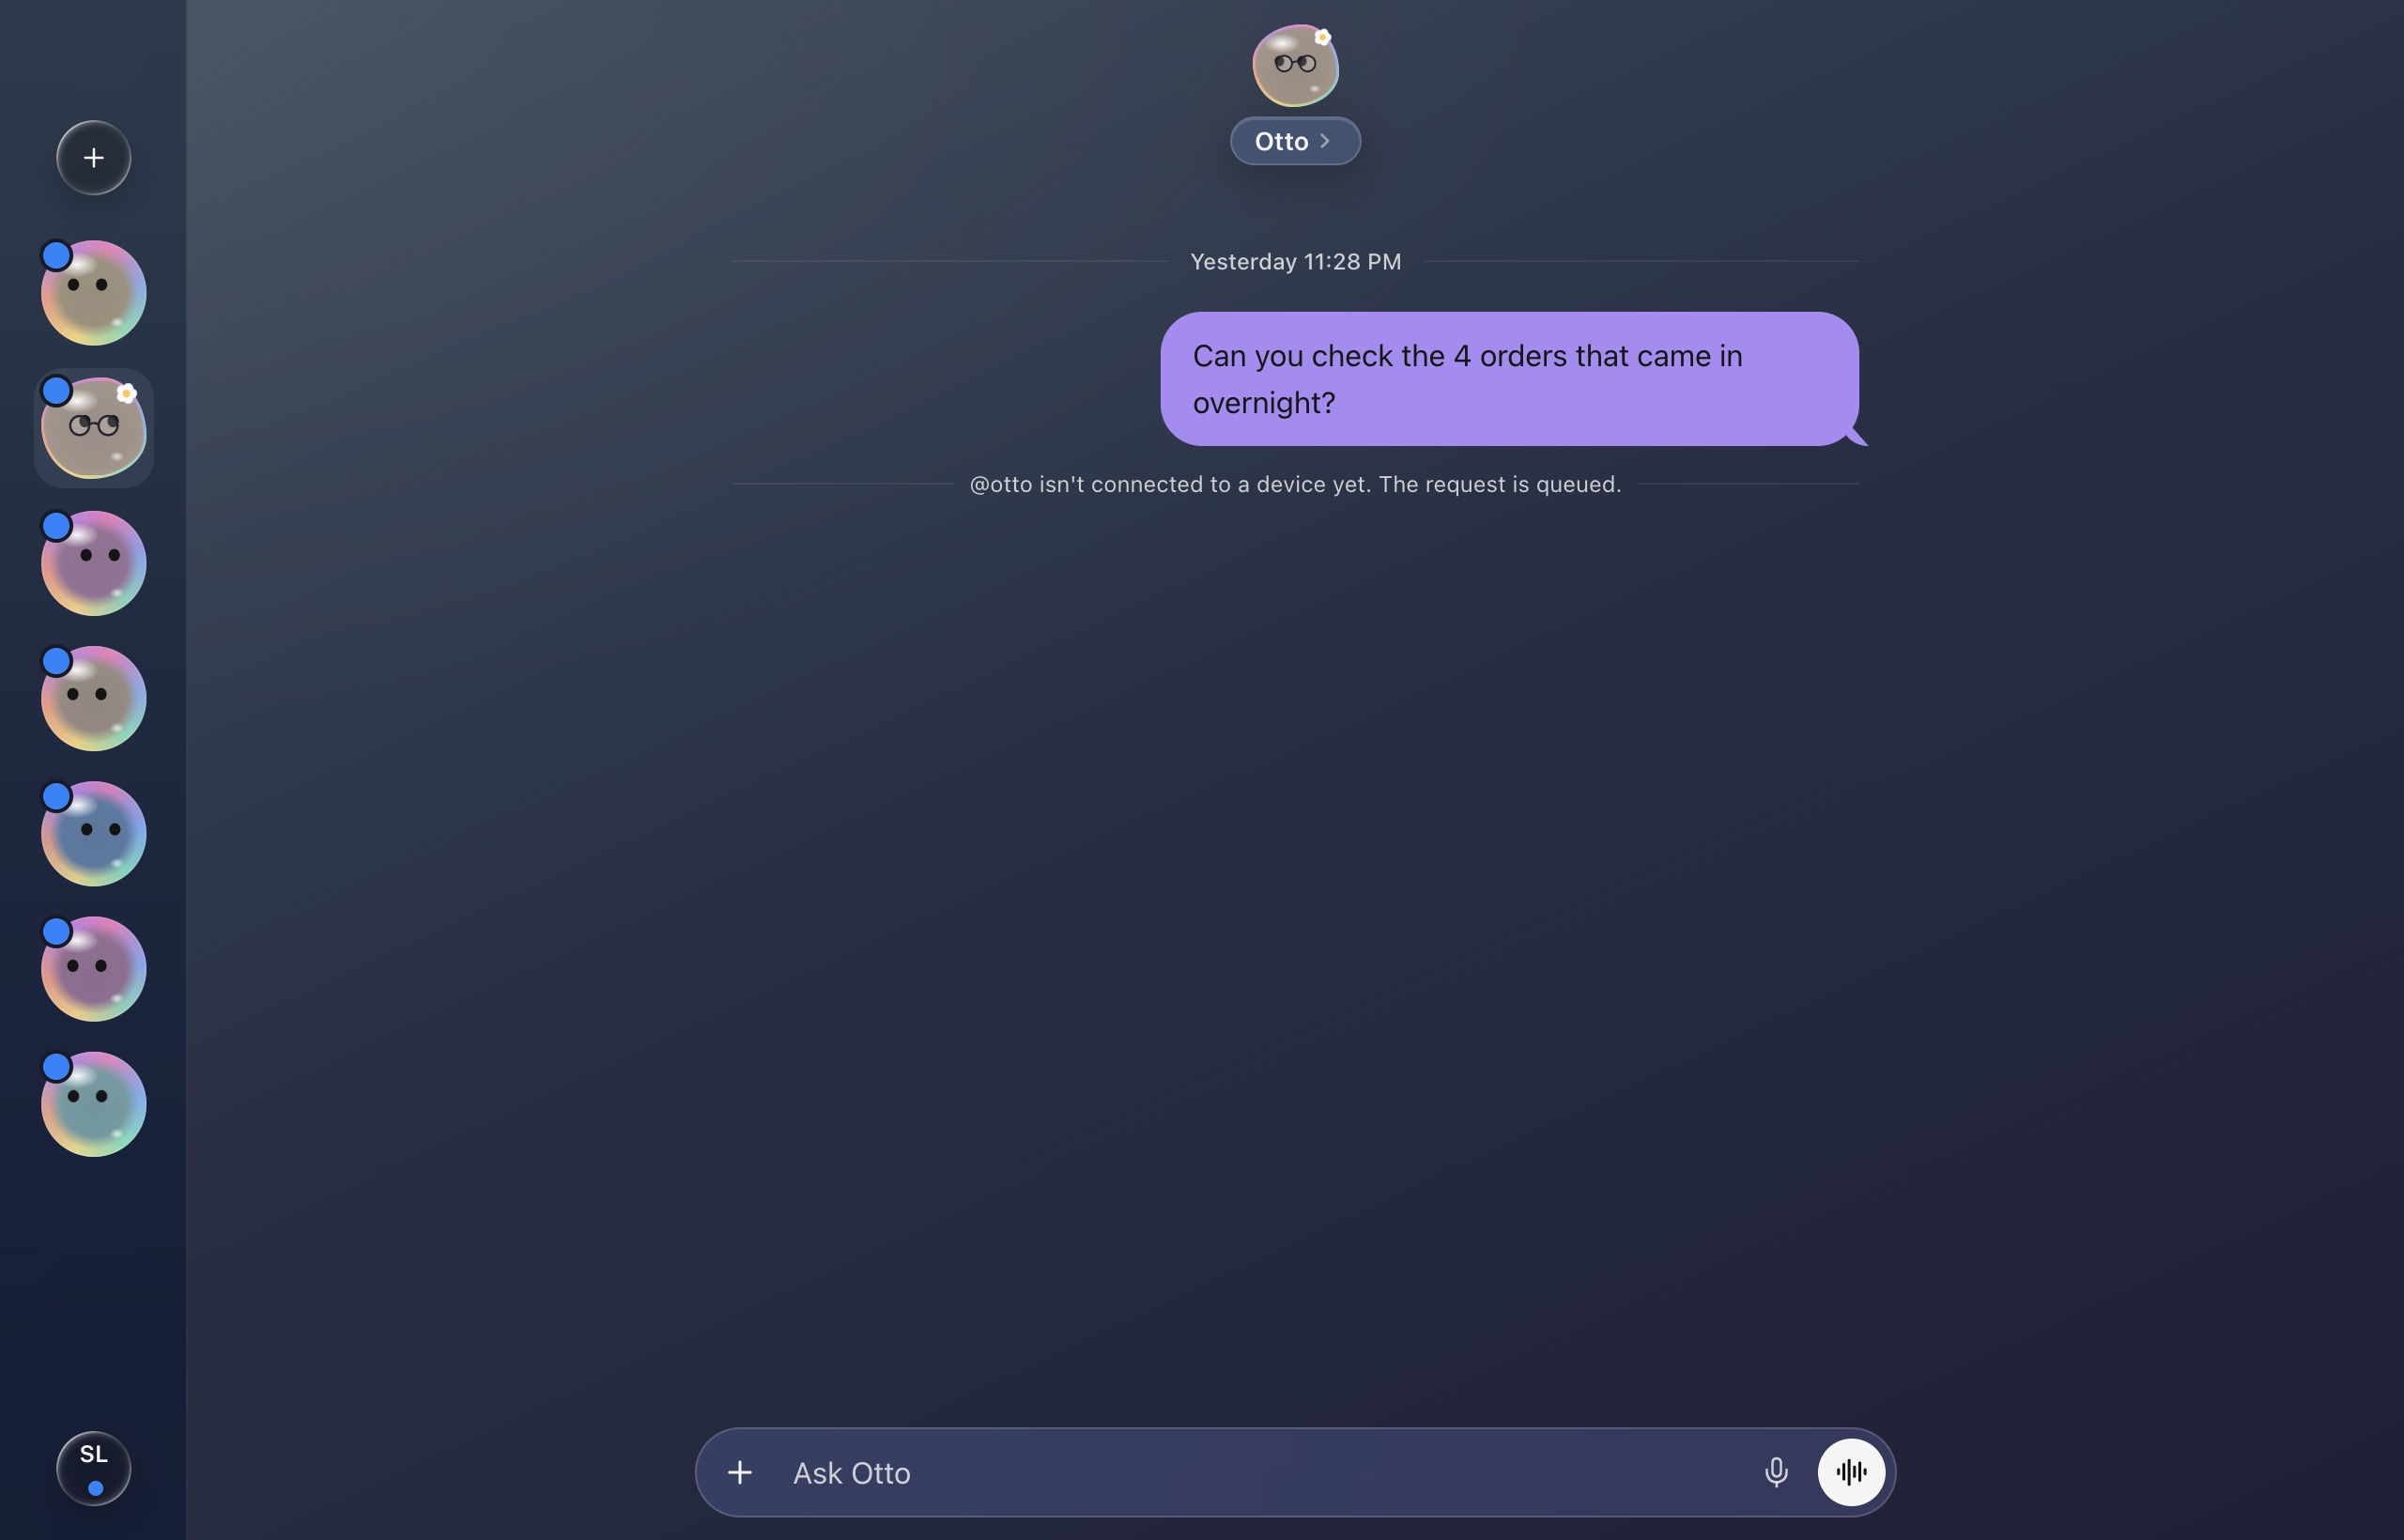 Otto
Yesterday 11:28 PM
Can you check the 4 orders that came in
overnight?
@otto isn't connected to a device yet. The request is queued.
SL
Ask Otto